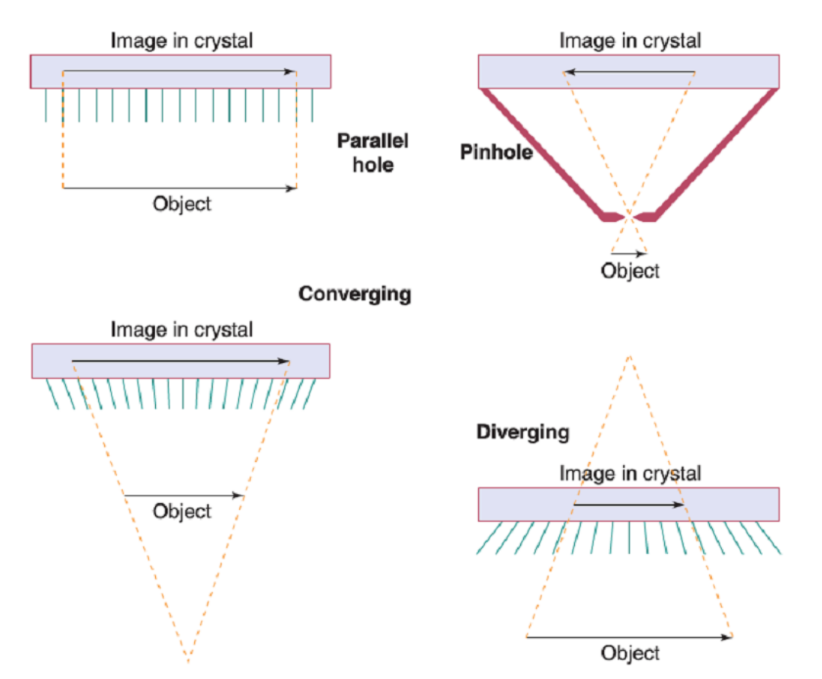 Image in crystal
Parallel
hole
Object
Image in crystal
Pinhole
Object
Converging
Image in crystal
Object
Diverging
Image in crystal
Object